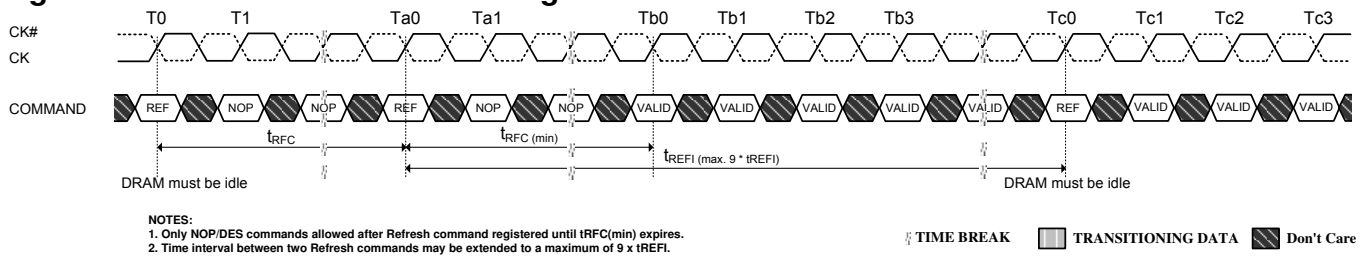 T0 T1 Ta0 Ta1 Tb0 Tb1 Tb2 Tb3 Tc0 Tc1 Tc2 Tc3
CK#
CK
COMMAND REF NOP NOP REF NOP NOP VALID VALID VALID VALID VALID REF VALID VALID VALID
tRFC tRFC (min) tREFI (max. 9 * tREFI)
DRAM must be idle DRAM must be idle
NOTES:
1. Only NOP/DES commands allowed after Refresh command registered until tRFC(min) expires.
2. Time interval between two Refresh commands may be extended to a maximum of 9 x tREFI.
TIME BREAK TRANSITIONING DATA Don't Care